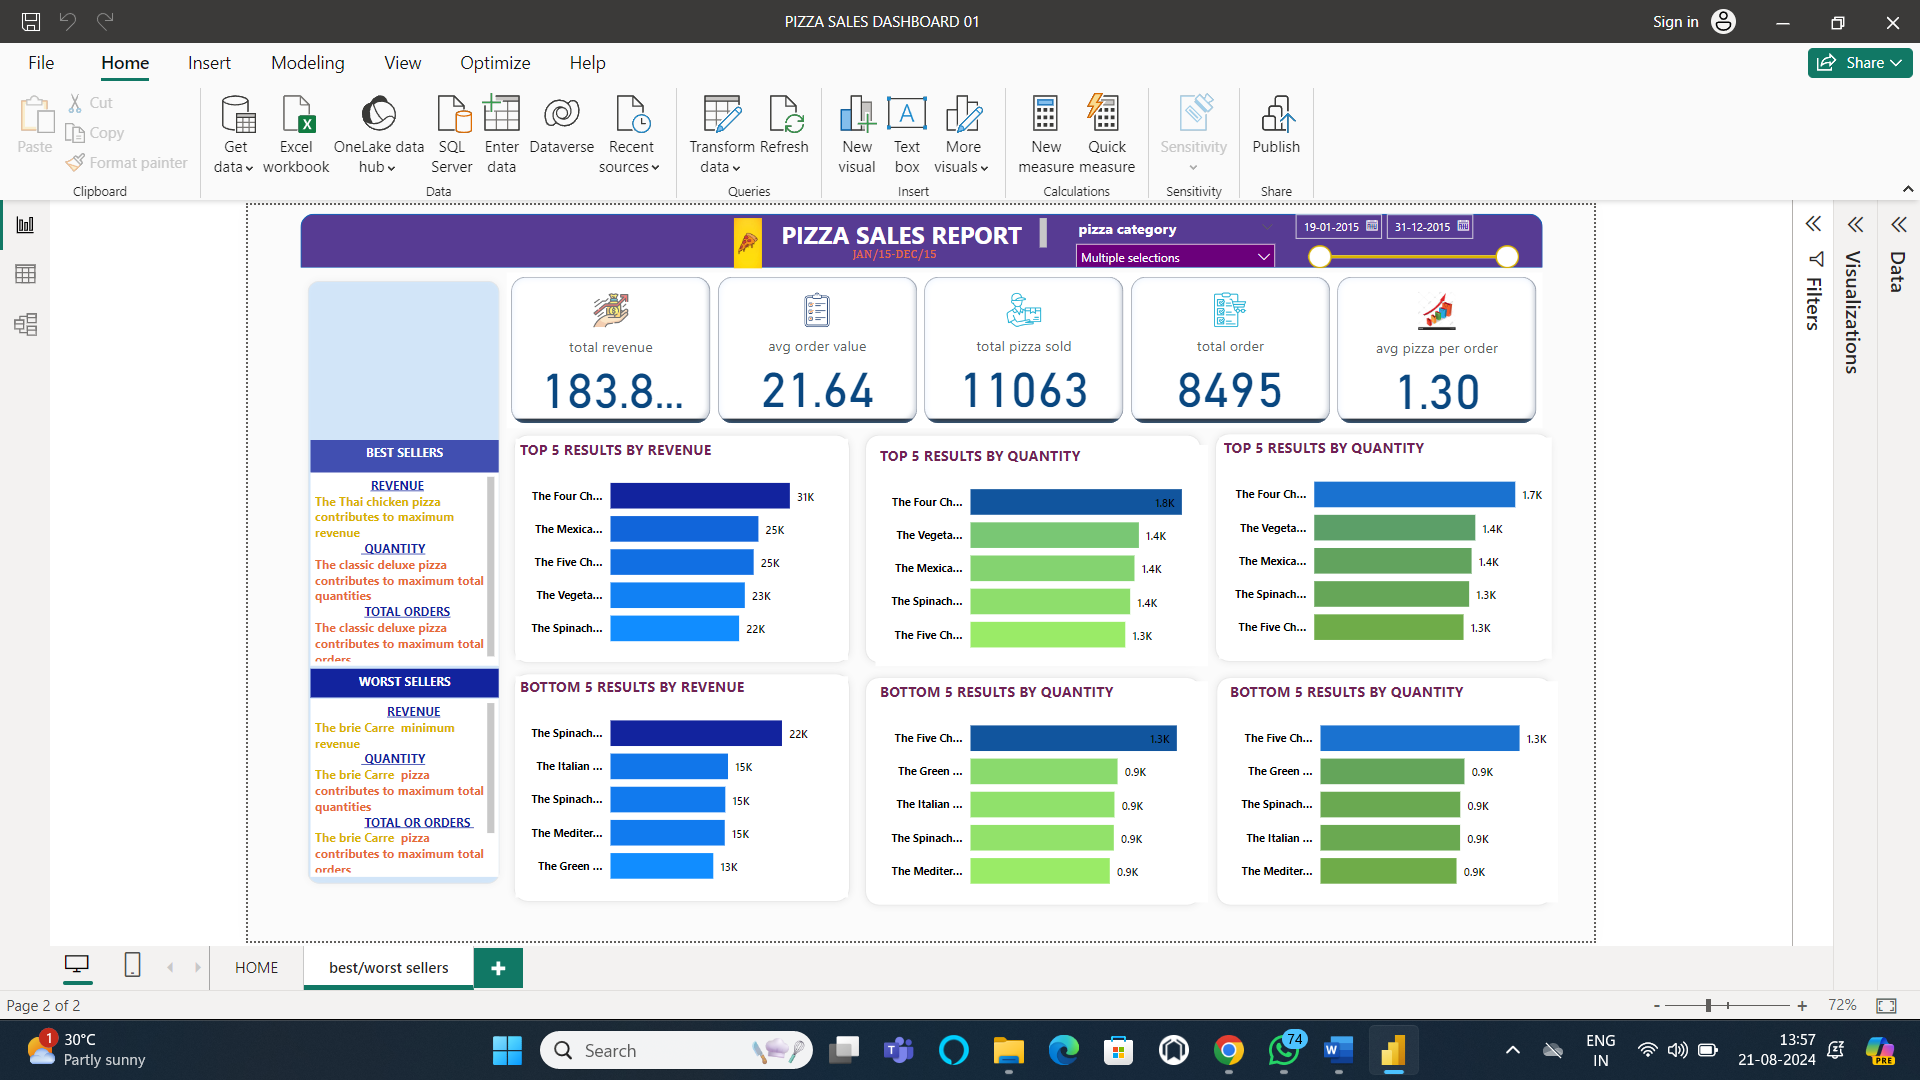 PIZZA SALES DASHBOARD 01
Sign in
File Home Insert Modeling View Optimize Help
Share
Paste
Cut
Copy
Format painter
Clipboard
Get data
Excel workbook
OneLake data hub
SQL Server
Enter data
Dataverse
Recent sources
Data
Transform data
Refresh
Queries
New visual
Text box
More visuals
Insert
New measure
Quick measure
Calculations
Sensitivity
Sensitivity
Publish
Share
PIZZA SALES REPORT
JAN/15-DEC/15
pizza category
Multiple selections
19-01-2015
31-12-2015
Filters
Visualizations
Data
total revenue
183.8...
avg order value
21.64
total pizza sold
11063
total order
8495
avg pizza per order
1.30
BEST SELLERS
REVENUE
The Thai chicken pizza
contributes to maximum
revenue
QUANTITY
The classic deluxe pizza
contributes to maximum total
quantities
TOTAL ORDERS
The classic deluxe pizza
contributes to maximum total
orders
WORST SELLERS
REVENUE
The brie Carre minimum
revenue
QUANTITY
The brie Carre pizza
contributes to maximum total
quantities
TOTAL OR ORDERS
The brie Carre pizza
contributes to maximum total
orders
TOP 5 RESULTS BY REVENUE
The Four Ch... 31K
The Mexica... 25K
The Five Ch... 25K
The Vegeta... 23K
The Spinach... 22K
TOP 5 RESULTS BY QUANTITY
The Four Ch... 1.8K
The Vegeta... 1.4K
The Mexica... 1.4K
The Spinach... 1.4K
The Five Ch... 1.3K
TOP 5 RESULTS BY QUANTITY
The Four Ch... 1.7K
The Vegeta... 1.4K
The Mexica... 1.4K
The Spinach... 1.3K
The Five Ch... 1.3K
BOTTOM 5 RESULTS BY REVENUE
The Spinach... 22K
The Italian ... 15K
The Spinach... 15K
The Mediter... 15K
The Green ... 13K
BOTTOM 5 RESULTS BY QUANTITY
The Five Ch... 1.3K
The Green ... 0.9K
The Italian ... 0.9K
The Spinach... 0.9K
The Mediter... 0.9K
BOTTOM 5 RESULTS BY QUANTITY
The Five Ch... 1.3K
The Green ... 0.9K
The Spinach... 0.9K
The Italian ... 0.9K
The Mediter... 0.9K
HOME
best/worst sellers
+
Page 2 of 2
- + 72%
1
30°C
Partly sunny
Search
74
PRE
ENG
IN
13:57
21-08-2024